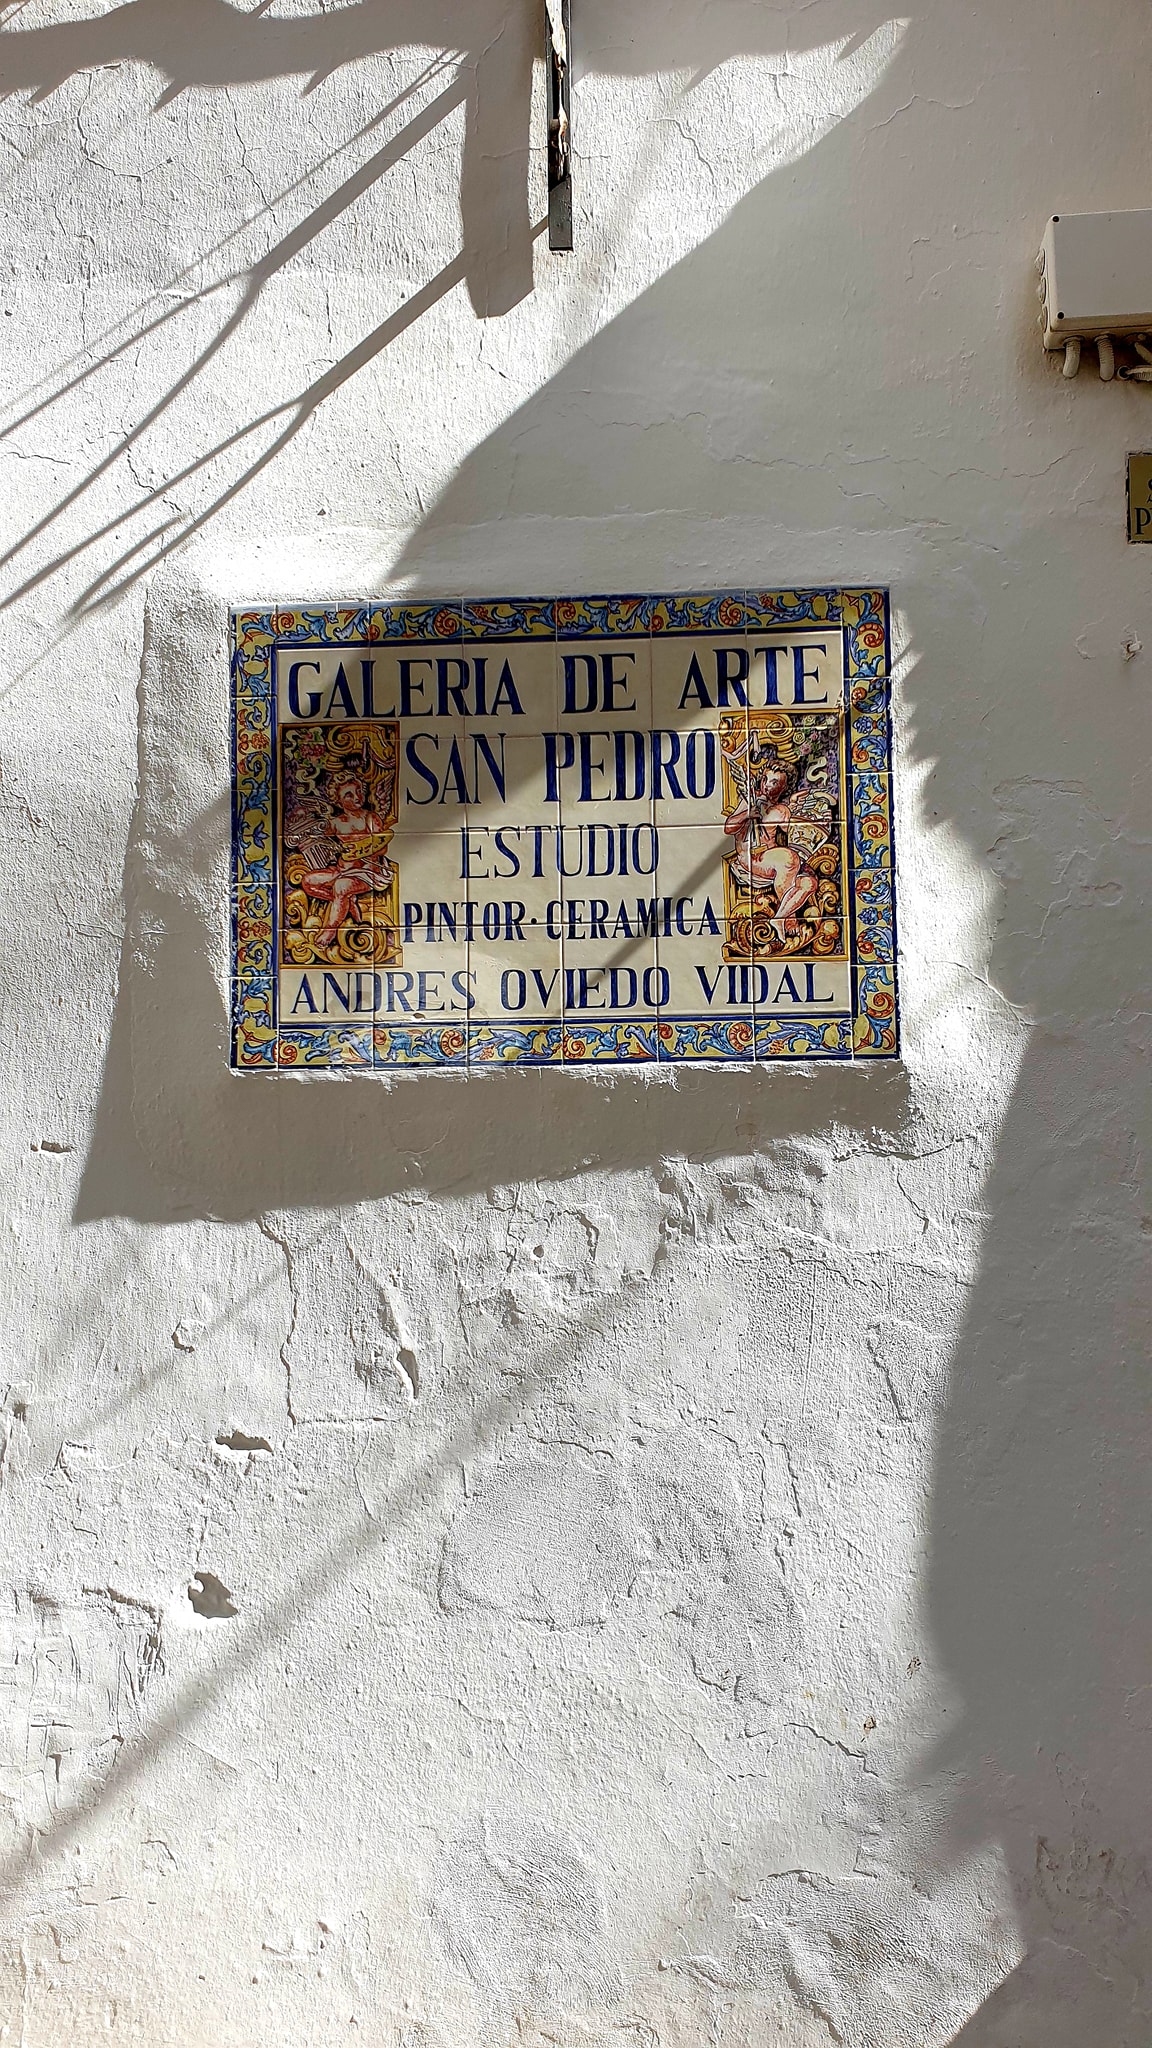 GALERIA DE ARTE
SAN PEDRO
ESTUDIO
PINTOR·CERAMICA
ANDRES OVIEDO VIDAL